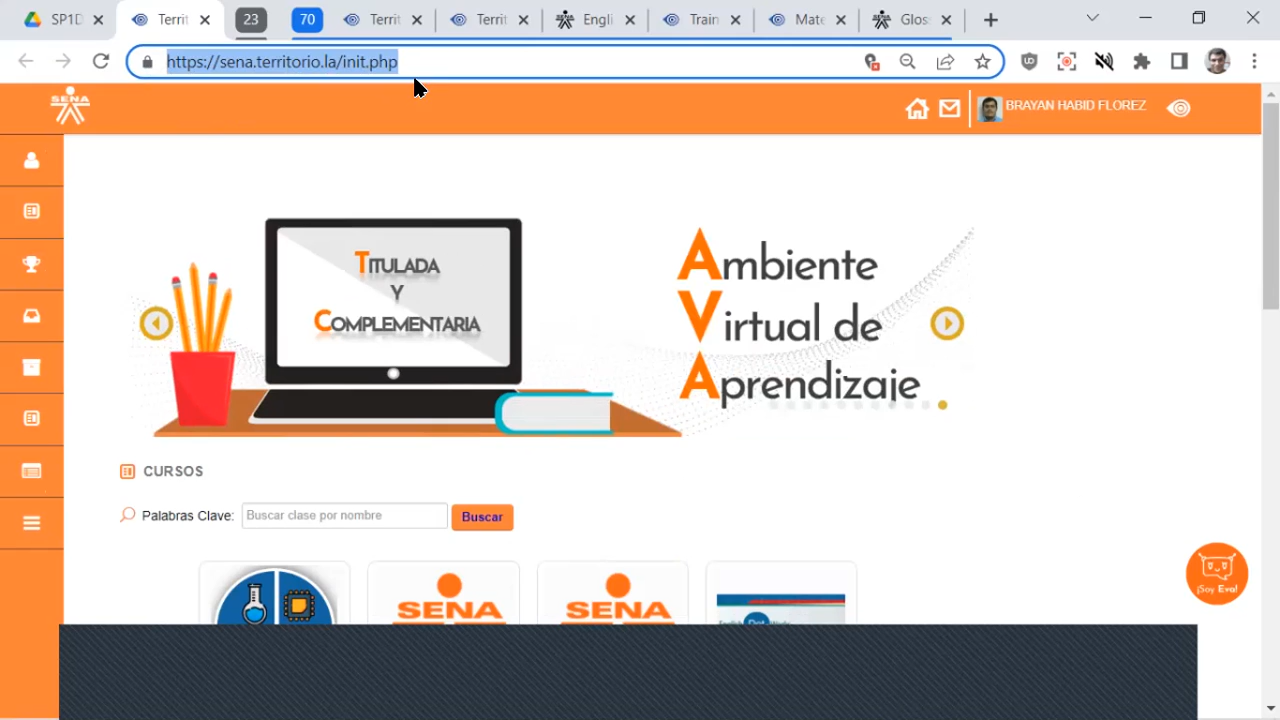 SP1D
Territ
23
70
Territ
Territ
Engli
Train
Mate
Glos
https://sena.territorio.la/init.php
SENA
BRAYAN HABID FLOREZ
TITULADA
Y
COMPLEMENTARIA
Ambiente
Virtual de
Aprendizaje
CURSOS
Palabras Clave:
Buscar clase por nombre
Buscar
¡Soy Eva!
SENA
SENA